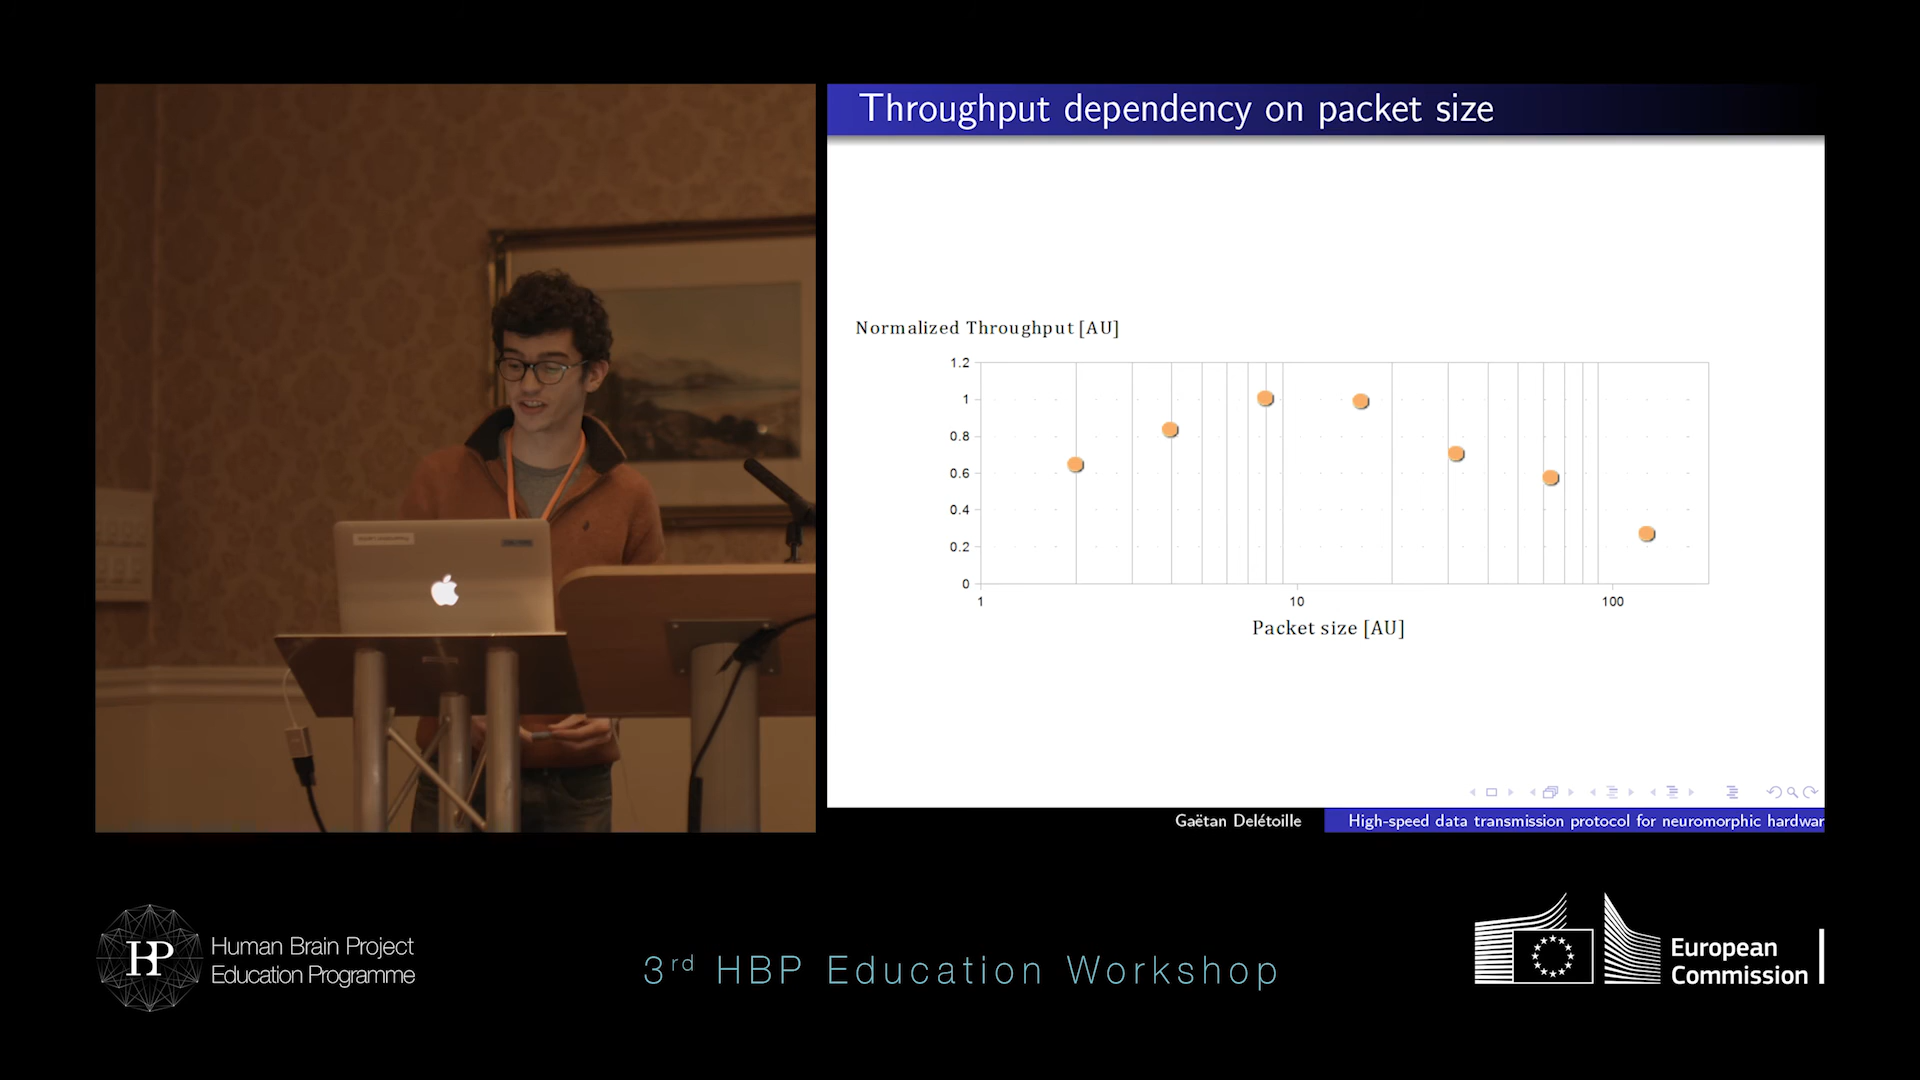 Throughput dependency on packet size
Normalized Throughput [AU]
1.2
1
0.8
0.6
0.4
0.2
0
1
10
100
Packet size [AU]
Gaëtan Delétoille
High-speed data transmission protocol for neuromorphic hardwar
HBP
Human Brain Project
Education Programme
3rd HBP Education Workshop
European
Commission